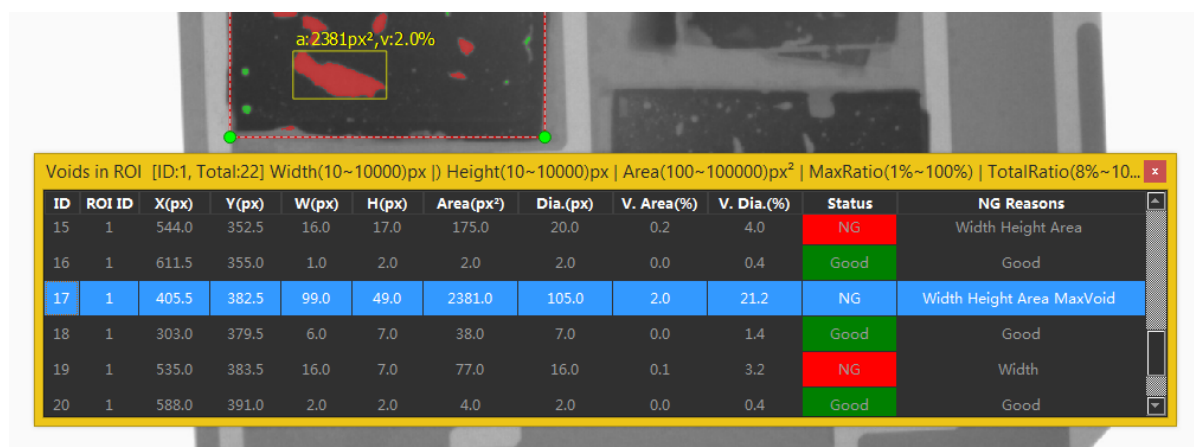 a:2381px²,v:2.0%
Voids in ROI [ID:1, Total:22] Width(10~10000)px |) Height(10~10000)px | Area(100~100000)px² | MaxRatio(1%~100%) | TotalRatio(8%~10... x
ID ROI ID X(px) Y(px) W(px) H(px) Area(px²) Dia.(px) V. Area(%) V. Dia.(%) Status NG Reasons
15 1 544.0 352.5 16.0 17.0 175.0 20.0 0.2 4.0 NG Width Height Area
16 1 611.5 355.0 1.0 2.0 2.0 2.0 0.0 0.4 Good Good
17 1 405.5 382.5 99.0 49.0 2381.0 105.0 2.0 21.2 NG Width Height Area MaxVoid
18 1 303.0 379.5 6.0 7.0 38.0 7.0 0.0 1.4 Good Good
19 1 535.0 383.5 16.0 7.0 77.0 16.0 0.1 3.2 NG Width
20 1 588.0 391.0 2.0 2.0 4.0 2.0 0.0 0.4 Good Good